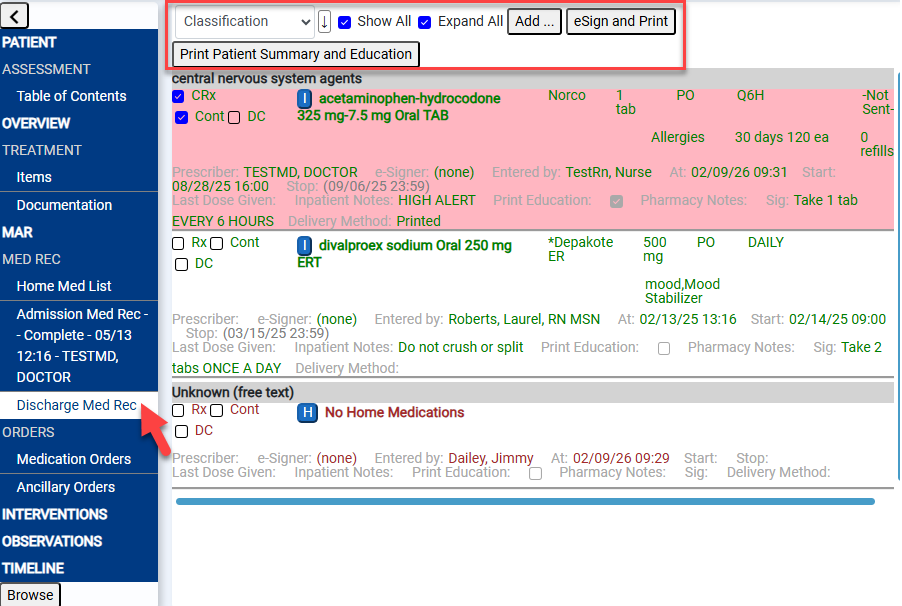 Classification ↓ Show All Expand All Add ... eSign and Print
Print Patient Summary and Education
PATIENT
ASSESSMENT
Table of Contents
OVERVIEW
TREATMENT
Items
Documentation
MAR
MED REC
Home Med List
Admission Med Rec -
- Complete - 05/13
12:16 - TESTMD,
DOCTOR
Discharge Med Rec
ORDERS
Medication Orders
Ancillary Orders
INTERVENTIONS
OBSERVATIONS
TIMELINE
Browse
central nervous system agents
CRx I acetaminophen-hydrocodone Norco 1 PO Q6H -Not
Cont DC 325 mg-7.5 mg Oral TAB tab Sent-
Allergies 30 days 120 ea 0
refills
Prescriber: TESTMD, DOCTOR e-Signer: (none) Entered by: TestRn, Nurse At: 02/09/26 09:31 Start:
08/28/25 16:00 Stop: (09/06/25 23:59)
Last Dose Given: Inpatient Notes: HIGH ALERT Print Education: Pharmacy Notes: Sig: Take 1 tab
EVERY 6 HOURS Delivery Method: Printed
Rx Cont I divalproex sodium Oral 250 mg *Depakote 500 PO DAILY
DC ERT ER mg
mood,Mood
Stabilizer
Prescriber: e-Signer: (none) Entered by: Roberts, Laurel, RN MSN At: 02/13/25 13:16 Start: 02/14/25 09:00
Stop: (03/15/25 23:59)
Last Dose Given: Inpatient Notes: Do not crush or split Print Education: Pharmacy Notes: Sig: Take 2
tabs ONCE A DAY Delivery Method:
Unknown (free text)
Rx Cont H No Home Medications
DC
Prescriber: e-Signer: (none) Entered by: Dailey, Jimmy At: 02/09/26 09:29 Start: Stop:
Last Dose Given: Inpatient Notes: Print Education: Pharmacy Notes: Sig: Delivery Method: